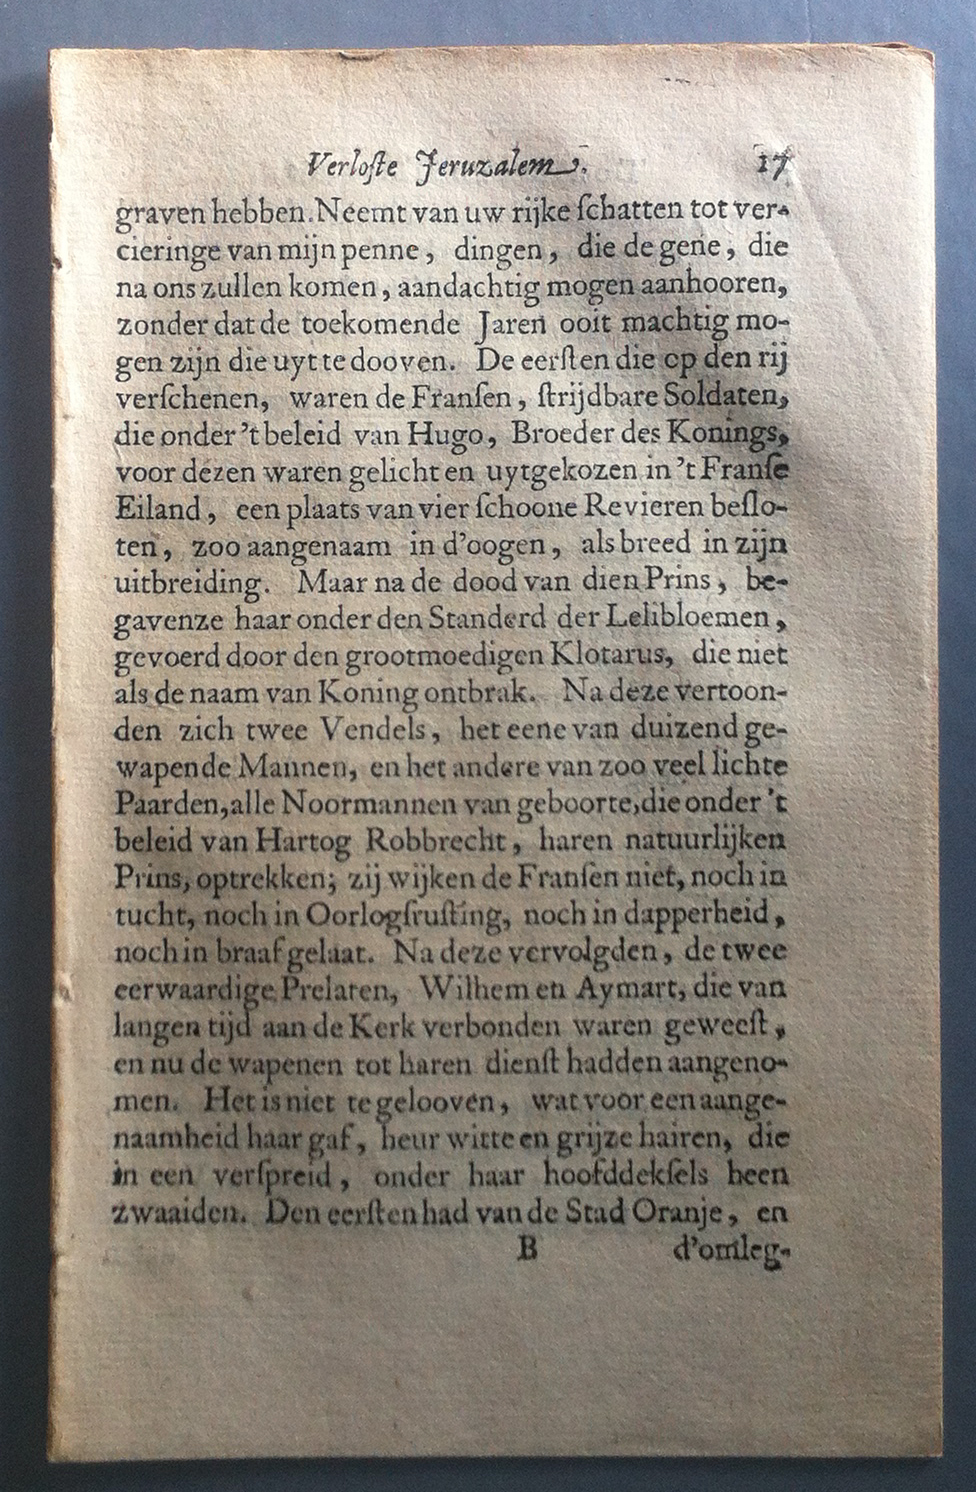 Verloſte Jeruzalem. 17
graven hebben. Neemt van uw rijke ſchatten tot ver-
cieringe van mijn penne, dingen, die de gene, die
na ons zullen komen, aandachtig mogen aanhooren,
zonder dat de toekomende Jaren ooit machtig mo-
gen zijn die uyt te dooven. De eerſten die op den rij
verſchenen, waren de Franſen, ſtrijdbare Soldaten,
die onder 't beleid van Hugo, Broeder des Konings,
voor dezen waren gelicht en uytgekozen in 't Franſe
Eiland, een plaats van vier ſchoone Revieren beſlo-
ten, zoo aangenaam in d'oogen, als breed in zijn
uitbreiding. Maar na de dood van dien Prins, be-
gavenze haar onder den Standerd der Lelibloemen,
gevoerd door den grootmoedigen Klotarus, die niet
als de naam van Koning ontbrak. Na deze vertoon-
den zich twee Vendels, het eene van duizend ge-
wapende Mannen, en het andere van zoo veel lichte
Paarden, alle Noormannen van geboorte, die onder 't
beleid van Hartog Robbrecht, haren natuurlijken
Prins, optrekken; zij wijken de Franſen niet, noch in
tucht, noch in Oorlogſruſting, noch in dapperheid,
noch in braaf gelaat. Na deze vervolgden, de twee
eerwaardige Prelaten, Wilhem en Aymart, die van
langen tijd aan de Kerk verbonden waren geweeſt,
en nu de wapenen tot haren dienſt hadden aangeno-
men. Het is niet te gelooven, wat voor een aange-
naamheid haar gaf, heur witte en grijze hairen, die
in een verſpreid, onder haar hoofddekſels heen
zwaaiden. Den eerſten had van de Stad Oranje, en
B d'omleg-